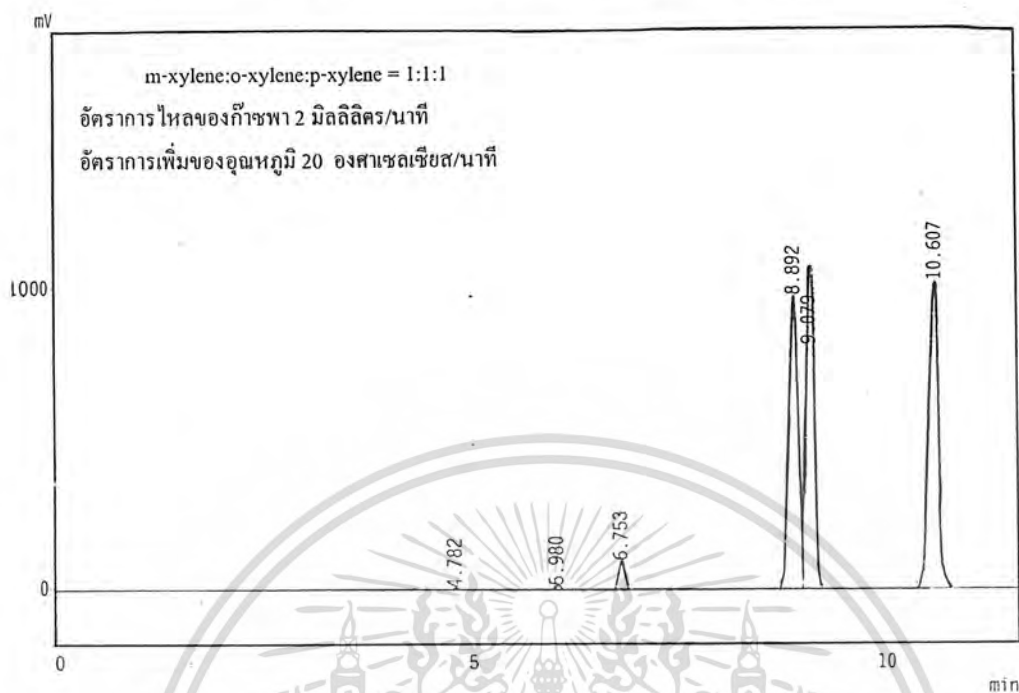 mV
m-xylene:o-xylene:p-xylene = 1:1:1
อัตราการไหลของก๊าซพา 2 มิลลิลิตร/นาที
อัตราการเพิ่มของอุณหภูมิ 20 องศาเซลเซียส/นาที
1000
0
4.782
5.980
6.753
8.892
9.079
10.607
0
5
10
min